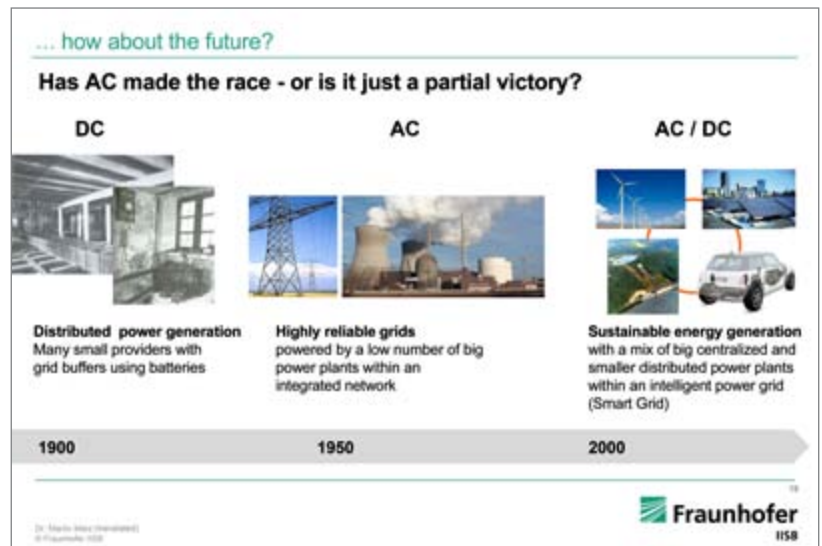 ... how about the future?
Has AC made the race - or is it just a partial victory?
DC
AC
AC / DC
Distributed power generation
Many small providers with
grid buffers using batteries
Highly reliable grids
powered by a low number of big
power plants within an
integrated network
Sustainable energy generation
with a mix of big centralized and
smaller distributed power plants
within an intelligent power grid
(Smart Grid)
1900
1950
2000
Fraunhofer
IISB
© Fraunhofer IISB